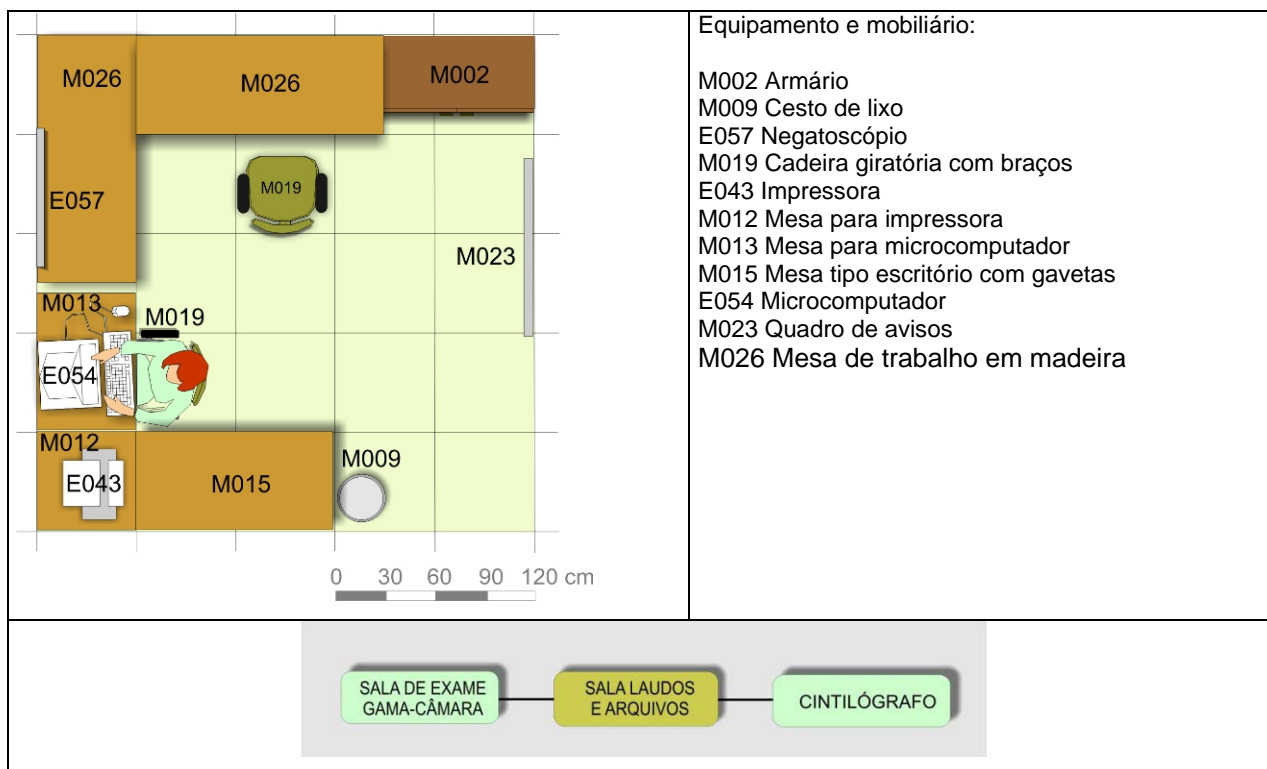 M026
M026
M002
E057
M019
M023
M013
M019
E054
M012
E043
M015
M009
0 30 60 90 120 cm
Equipamento e mobiliário:
M002 Armário
M009 Cesto de lixo
E057 Negatoscópio
M019 Cadeira giratória com braços
E043 Impressora
M012 Mesa para impressora
M013 Mesa para microcomputador
M015 Mesa tipo escritório com gavetas
E054 Microcomputador
M023 Quadro de avisos
M026 Mesa de trabalho em madeira
SALA DE EXAME
GAMA-CÂMARA
SALA LAUDOS
E ARQUIVOS
CINTILÓGRAFO